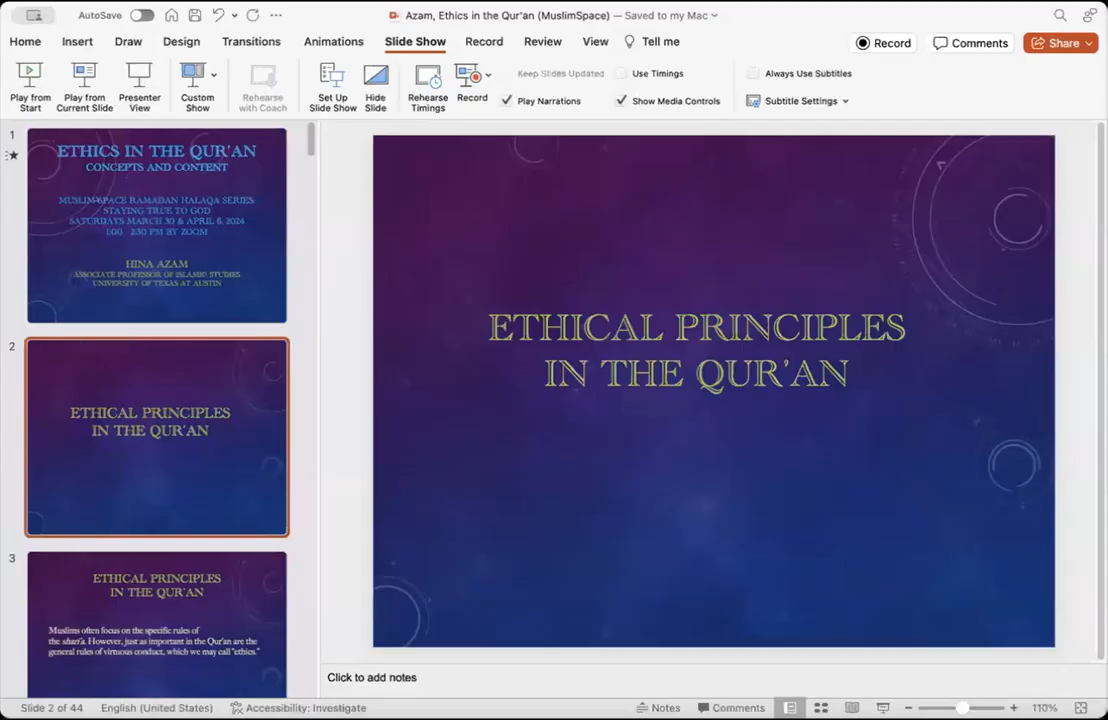 AutoSave
Azam, Ethics in the Qur'an (MuslimSpace) — Saved to my Mac
Home Insert Draw Design Transitions Animations Slide Show Record Review View Tell me
Record Comments Share
Play from Start
Play from Current Slide
Presenter View
Custom Show
Rehearse with Coach
Set Up Slide Show
Hide Slide
Rehearse Timings
Record
Keep Slides Updated
Use Timings
Play Narrations
Show Media Controls
Always Use Subtitles
Subtitle Settings
1
ETHICS IN THE QUR'AN
CONCEPTS AND CONTENT
MUSLIMSPACE RAMADAN HALAQA SERIES:
STAYING TRUE TO GOD
SATURDAYS MARCH 30 & APRIL 6, 2024
1:00 2:30 PM BY ZOOM
HINA AZAM
ASSOCIATE PROFESSOR OF ISLAMIC STUDIES
UNIVERSITY OF TEXAS AT AUSTIN
2
ETHICAL PRINCIPLES
IN THE QUR'AN
3
ETHICAL PRINCIPLES
IN THE QUR'AN
Muslims often focus on the specific rules of
the shari'a. However, just as important in the Qur'an are the
general rules of virtuous conduct, which we may call "ethics."
ETHICAL PRINCIPLES
IN THE QUR'AN
Click to add notes
Slide 2 of 44 English (United States) Accessibility: Investigate
Notes Comments 110%